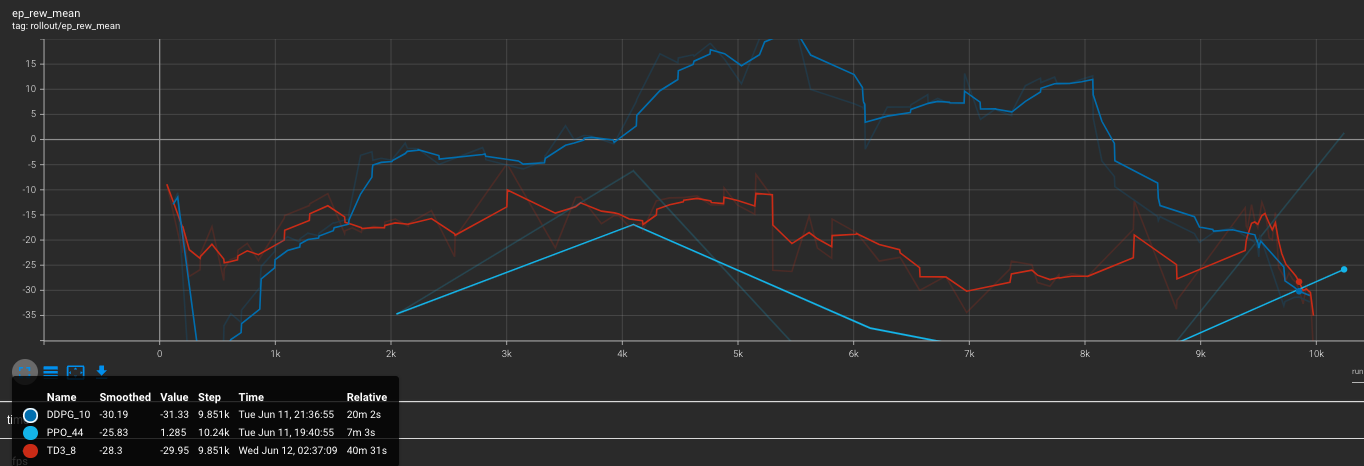 ep_rew_mean
tag: rollout/ep_rew_mean
15
10
5
0
-5
-10
-15
-20
-25
-30
-35
0 1k 2k 3k 4k 5k 6k 7k 8k 9k 10k
run
Name Smoothed Value Step Time Relative
DDPG_10 -30.19 -31.33 9.851k Tue Jun 11, 21:36:55 20m 2s
PPO_44 -25.83 1.285 10.24k Tue Jun 11, 19:40:55 7m 3s
TD3_8 -28.3 -29.95 9.851k Wed Jun 12, 02:37:09 40m 31s
fps